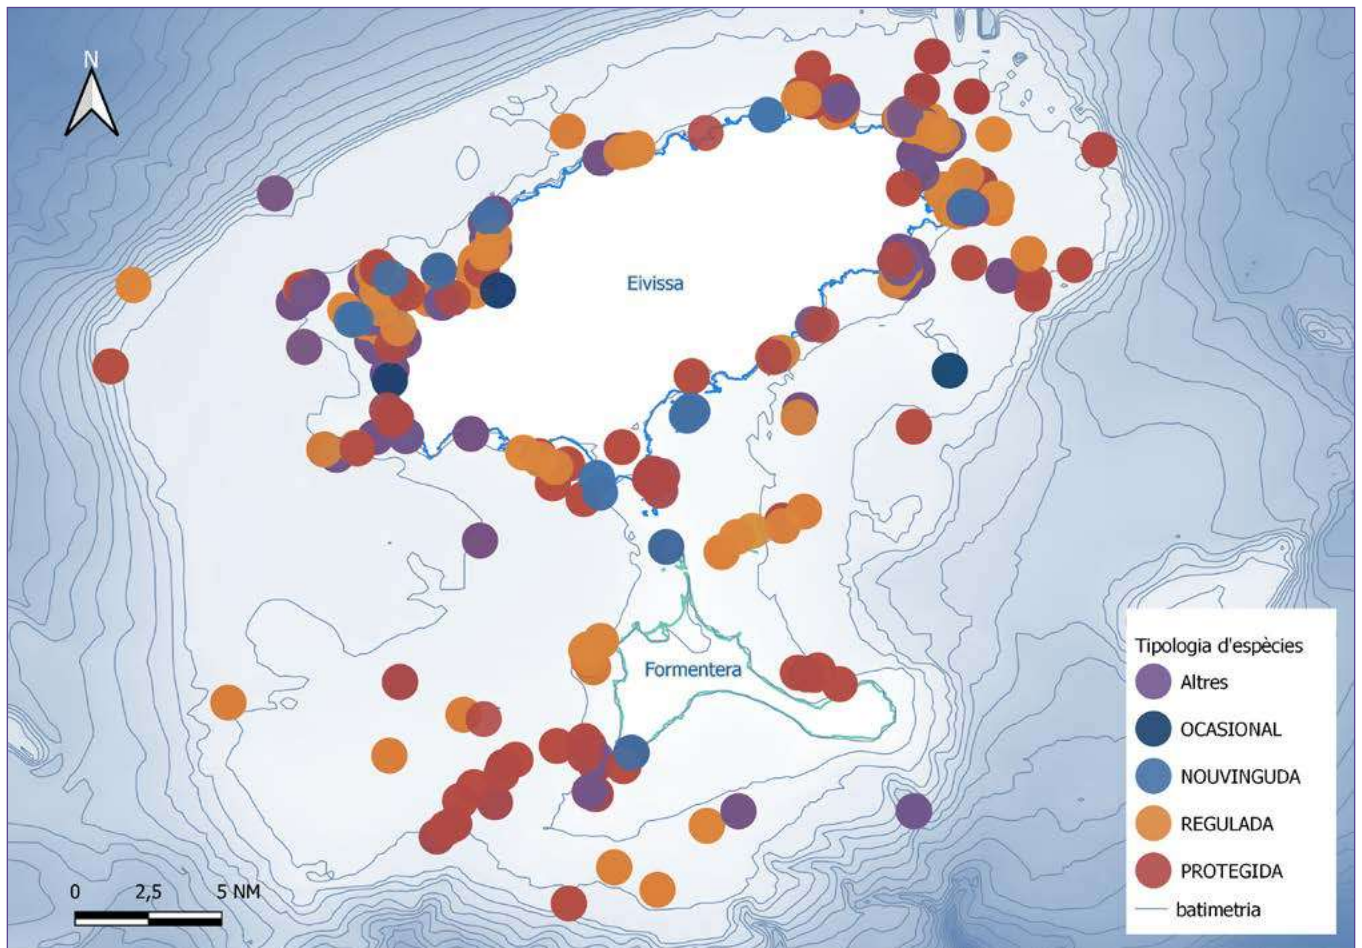 N
Eivissa
Formentera
0 2,5 5 NM
Tipologia d'espècies
Altres
OCASIONAL
NOUVINGUDA
REGULADA
PROTEGIDA
batimetria